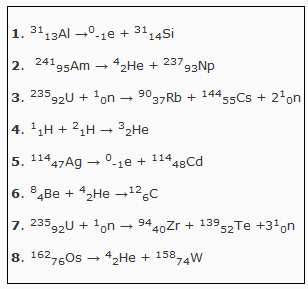 1. ³¹₁₃Al →⁰₋₁e + ³¹₁₄Si
2. ²⁴¹₉₅Am → ⁴₂He + ²³⁷₉₃Np
3. ²³⁵₉₂U + ¹₀n → ⁹⁰₃₇Rb + ¹⁴⁴₅₅Cs + 2¹₀n
4. ¹₁H + ²₁H → ³₂He
5. ¹¹⁴₄₇Ag → ⁰₋₁e + ¹¹⁴₄₈Cd
6. ⁸₄Be + ⁴₂He →¹²₆C
7. ²³⁵₉₂U + ¹₀n → ⁹⁴₄₀Zr + ¹³⁹₅₂Te +3¹₀n
8. ¹⁶²₇₆Os → ⁴₂He + ¹⁵⁸₇₄W